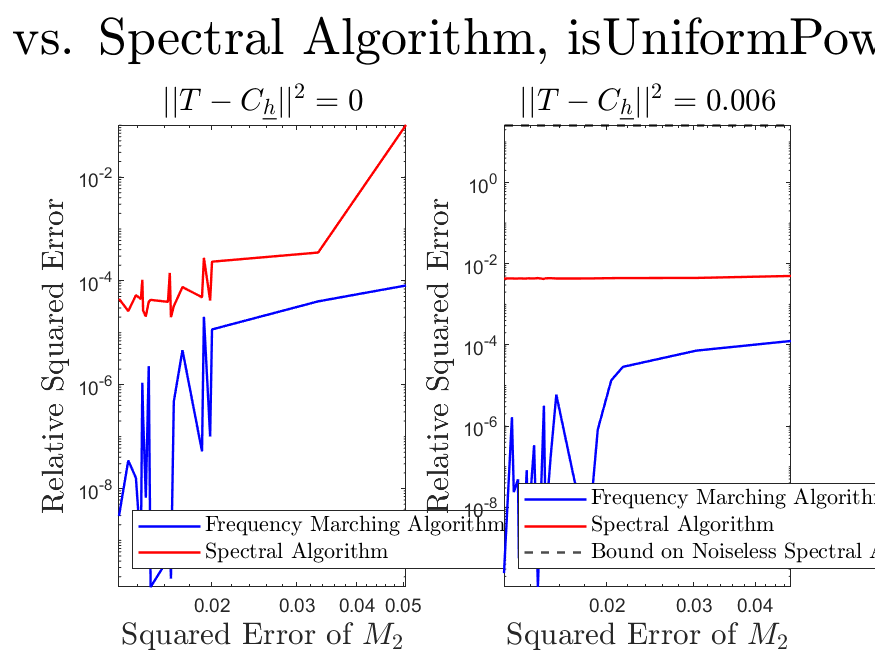 vs. Spectral Algorithm, isUniformPow
||T − C_h||² = 0
||T − C_h||² = 0.006
Relative Squared Error
10⁻²
10⁻⁴
10⁻⁶
10⁻⁸
Frequency Marching Algorithm
Spectral Algorithm
0.02 0.03 0.04 0.05
Squared Error of M₂
Relative Squared Error
10⁰
10⁻²
10⁻⁴
10⁻⁶
10⁻⁸
Frequency Marching Algorith
Spectral Algorithm
Bound on Noiseless Spectral A
0.02 0.03 0.04
Squared Error of M₂